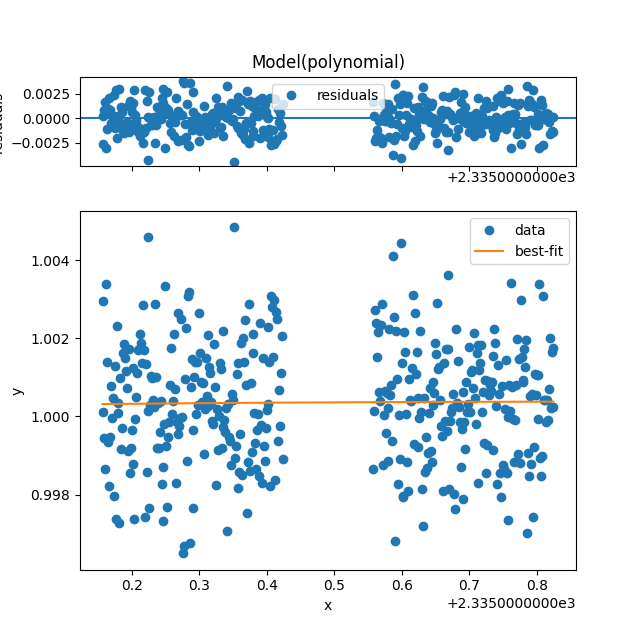 Model(polynomial)
residuals
0.0025
0.0000
−0.0025
residuals
+2.3350000000e3
data
best-fit
1.004
1.002
1.000
0.998
y
0.2
0.3
0.4
0.5
0.6
0.7
0.8
x
+2.3350000000e3